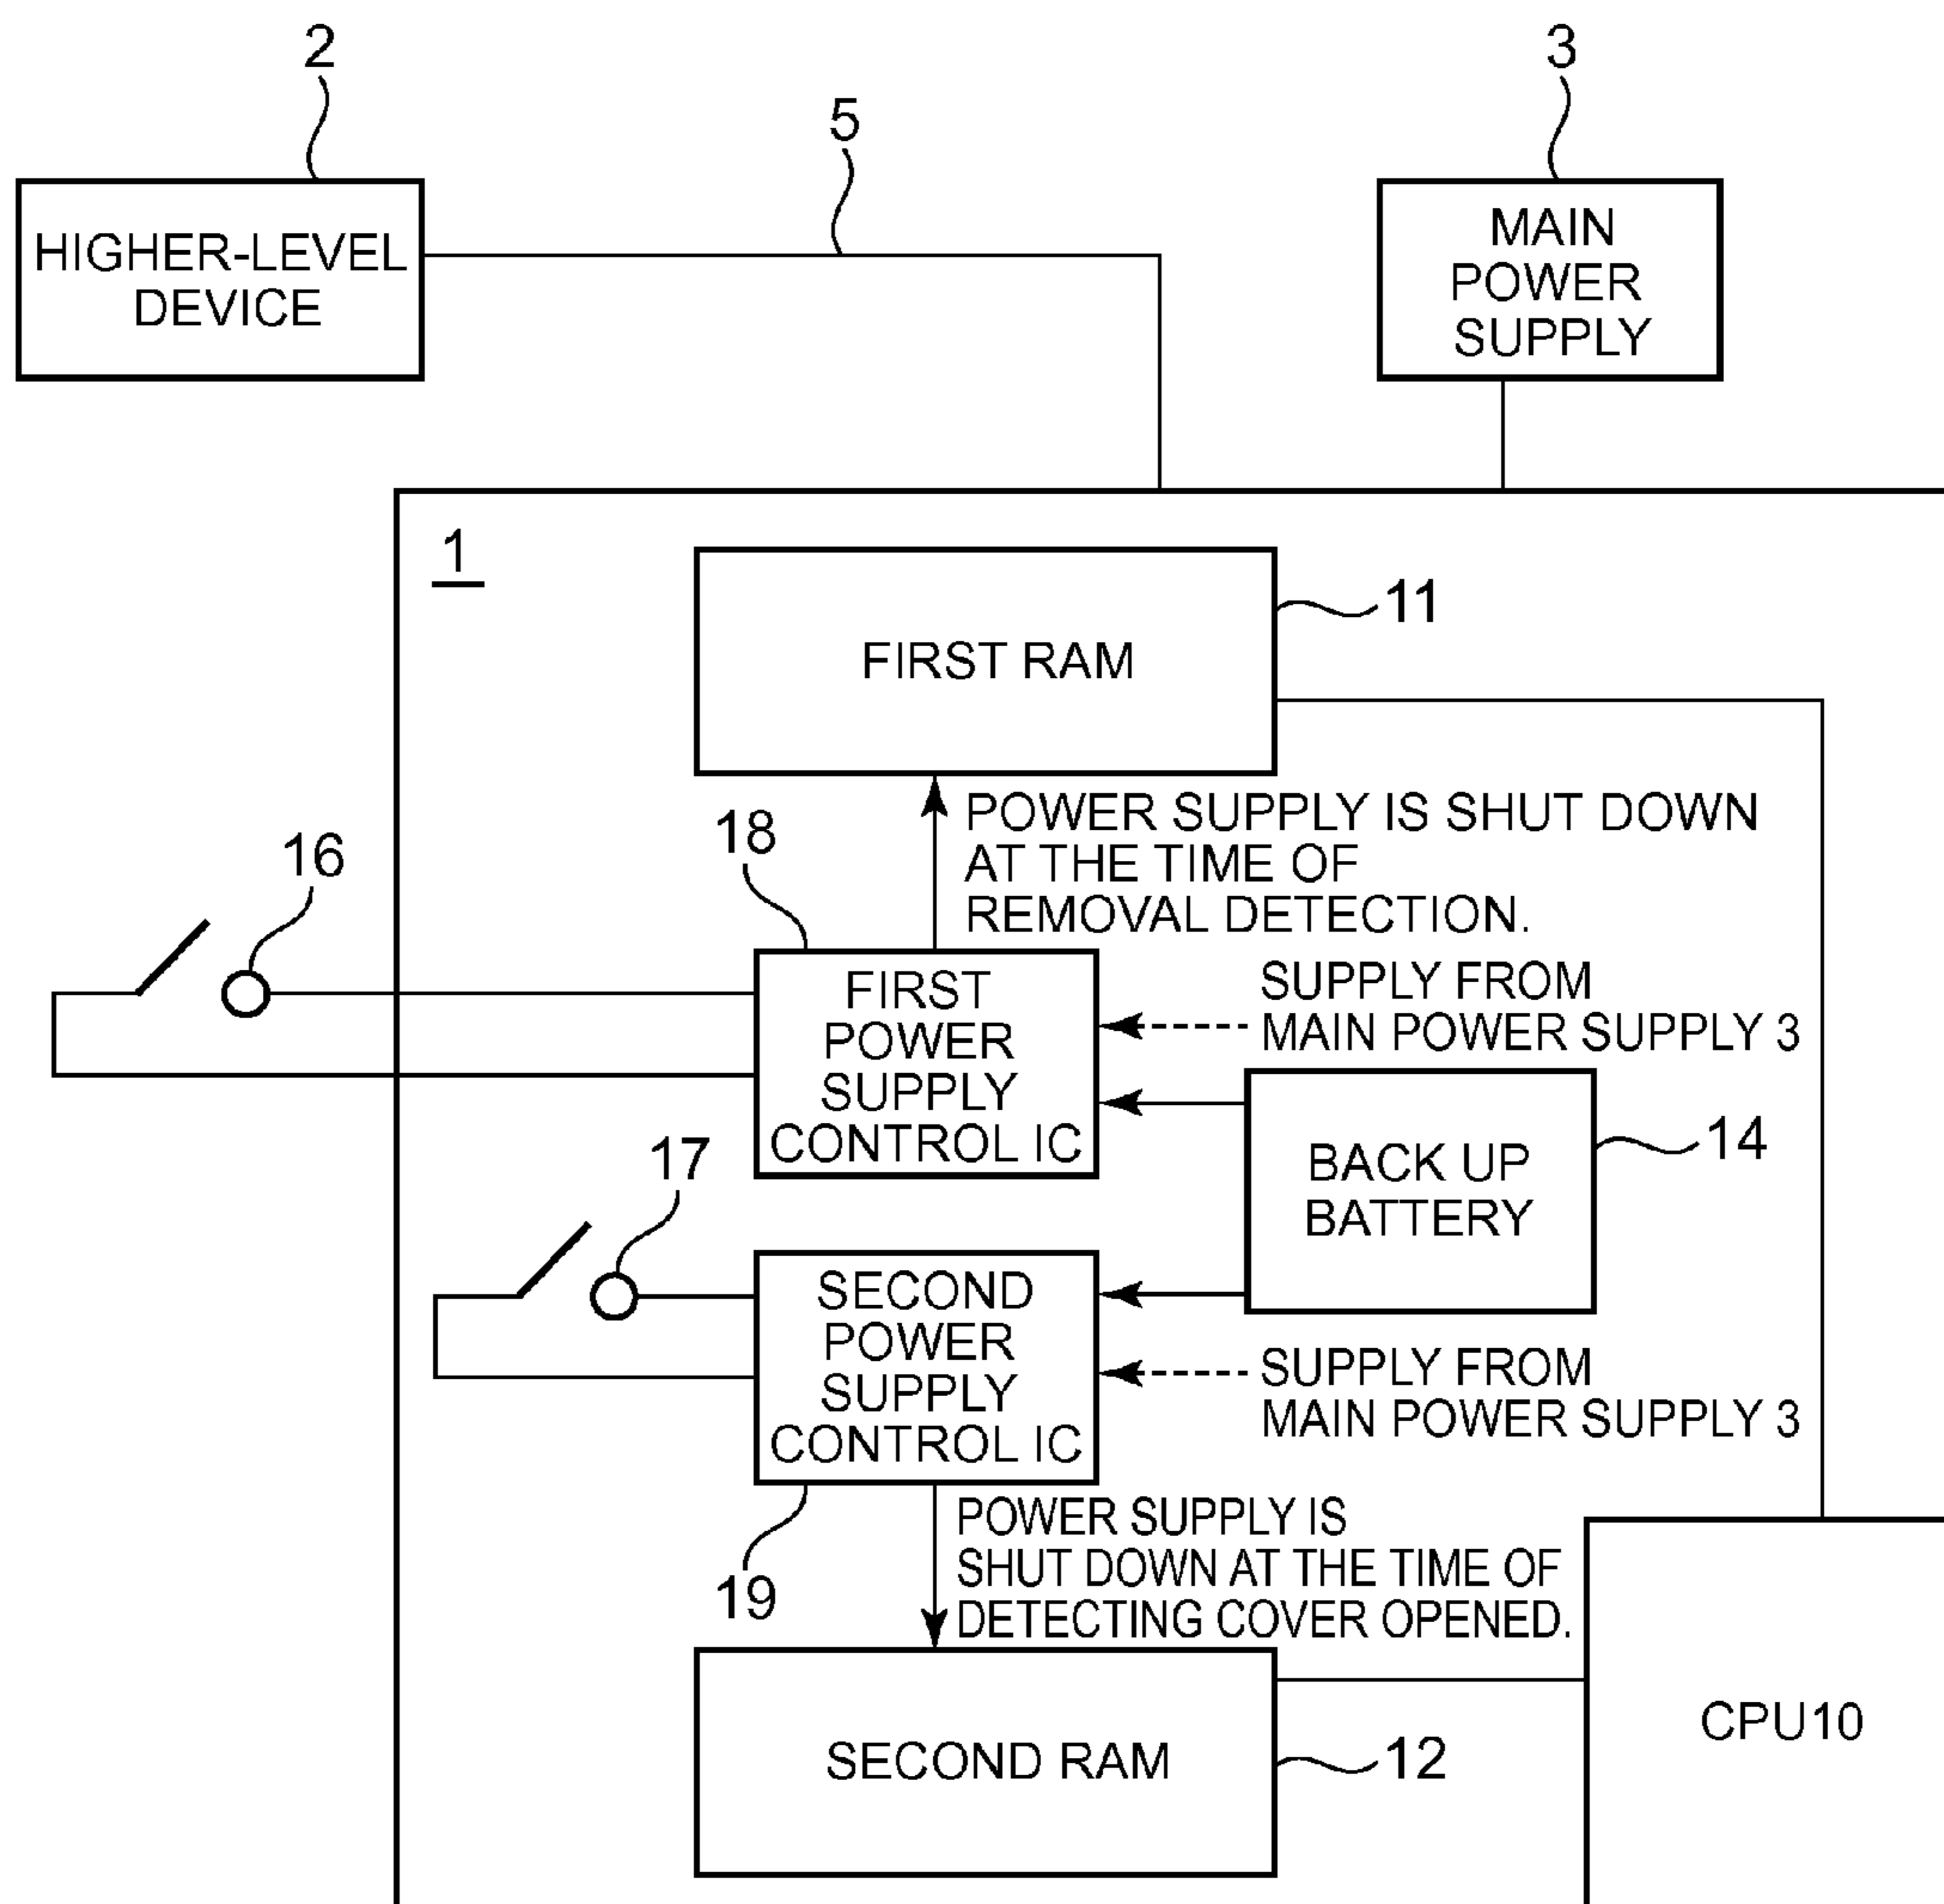 2
3
5
HIGHER-LEVEL
DEVICE
MAIN
POWER
SUPPLY
1
FIRST RAM
11
POWER SUPPLY IS SHUT DOWN
AT THE TIME OF
REMOVAL DETECTION.
18
16
FIRST
POWER
SUPPLY
CONTROL IC
SUPPLY FROM
MAIN POWER SUPPLY 3
BACK UP
BATTERY
14
17
SECOND
POWER
SUPPLY
CONTROL IC
SUPPLY FROM
MAIN POWER SUPPLY 3
19
POWER SUPPLY IS
SHUT DOWN AT THE TIME OF
DETECTING COVER OPENED.
SECOND RAM
12
CPU10